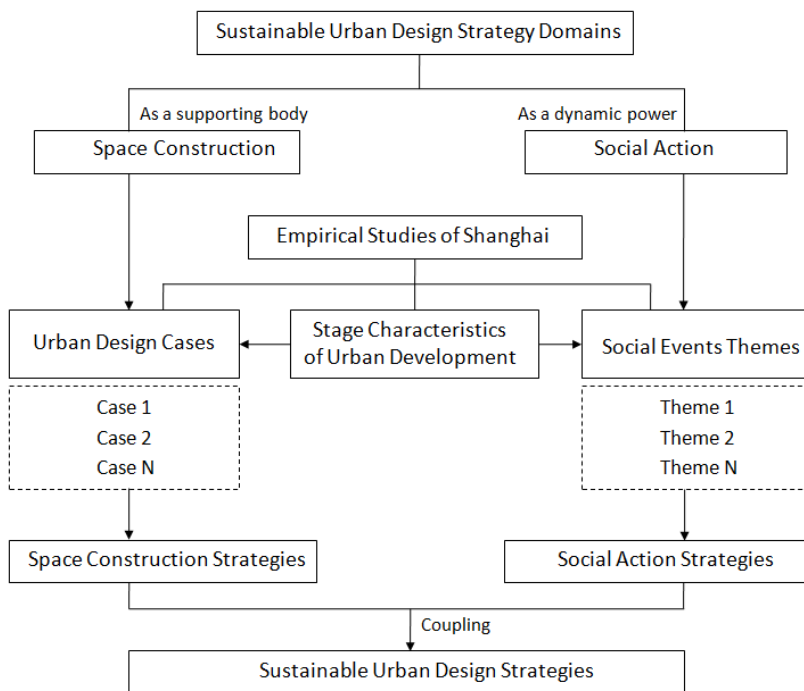 Sustainable Urban Design Strategy Domains
As a supporting body
As a dynamic power
Space Construction
Social Action
Empirical Studies of Shanghai
Urban Design Cases
Stage Characteristics
of Urban Development
Social Events Themes
Case 1
Case 2
Case N
Theme 1
Theme 2
Theme N
Space Construction Strategies
Social Action Strategies
Coupling
Sustainable Urban Design Strategies